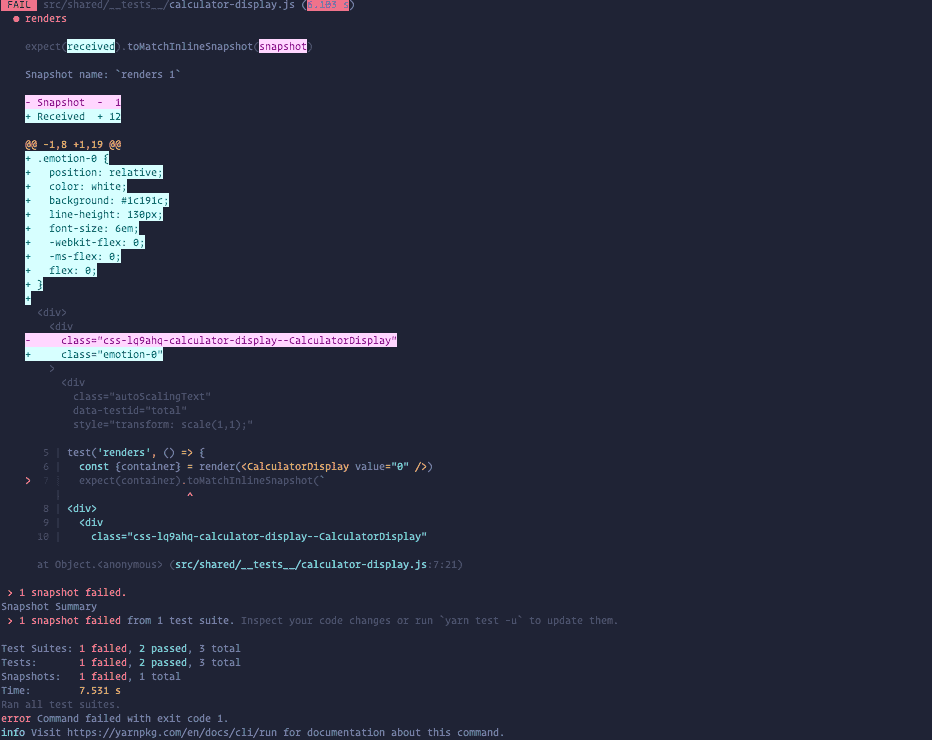 FAIL src/shared/__tests__/calculator-display.js (6.103 s)
● renders
expect(received).toMatchInlineSnapshot(snapshot)
Snapshot name: `renders 1`
- Snapshot  -  1
+ Received  + 12
@@ -1,8 +1,19 @@
+ .emotion-0 {
+   position: relative;
+   color: white;
+   background: #1c191c;
+   line-height: 130px;
+   font-size: 6em;
+   -webkit-flex: 0;
+   -ms-flex: 0;
+   flex: 0;
+ }
+
<div>
<div
-     class="css-lq9ahq-calculator-display--CalculatorDisplay"
+     class="emotion-0"
>
<div
class="autoScalingText"
data-testid="total"
style="transform: scale(1,1);"
5 | test('renders', () => {
6 |   const {container} = render(<CalculatorDisplay value="0" />)
> 7 |   expect(container).toMatchInlineSnapshot(`
|                     ^
8 | <div>
9 |   <div
10 |     class="css-lq9ahq-calculator-display--CalculatorDisplay"
at Object.<anonymous> (src/shared/__tests__/calculator-display.js:7:21)
> 1 snapshot failed.
Snapshot Summary
> 1 snapshot failed from 1 test suite. Inspect your code changes or run `yarn test -u` to update them.
Test Suites: 1 failed, 2 passed, 3 total
Tests:       1 failed, 2 passed, 3 total
Snapshots:   1 failed, 1 total
Time:        7.531 s
Ran all test suites.
error Command failed with exit code 1.
info Visit https://yarnpkg.com/en/docs/cli/run for documentation about this command.